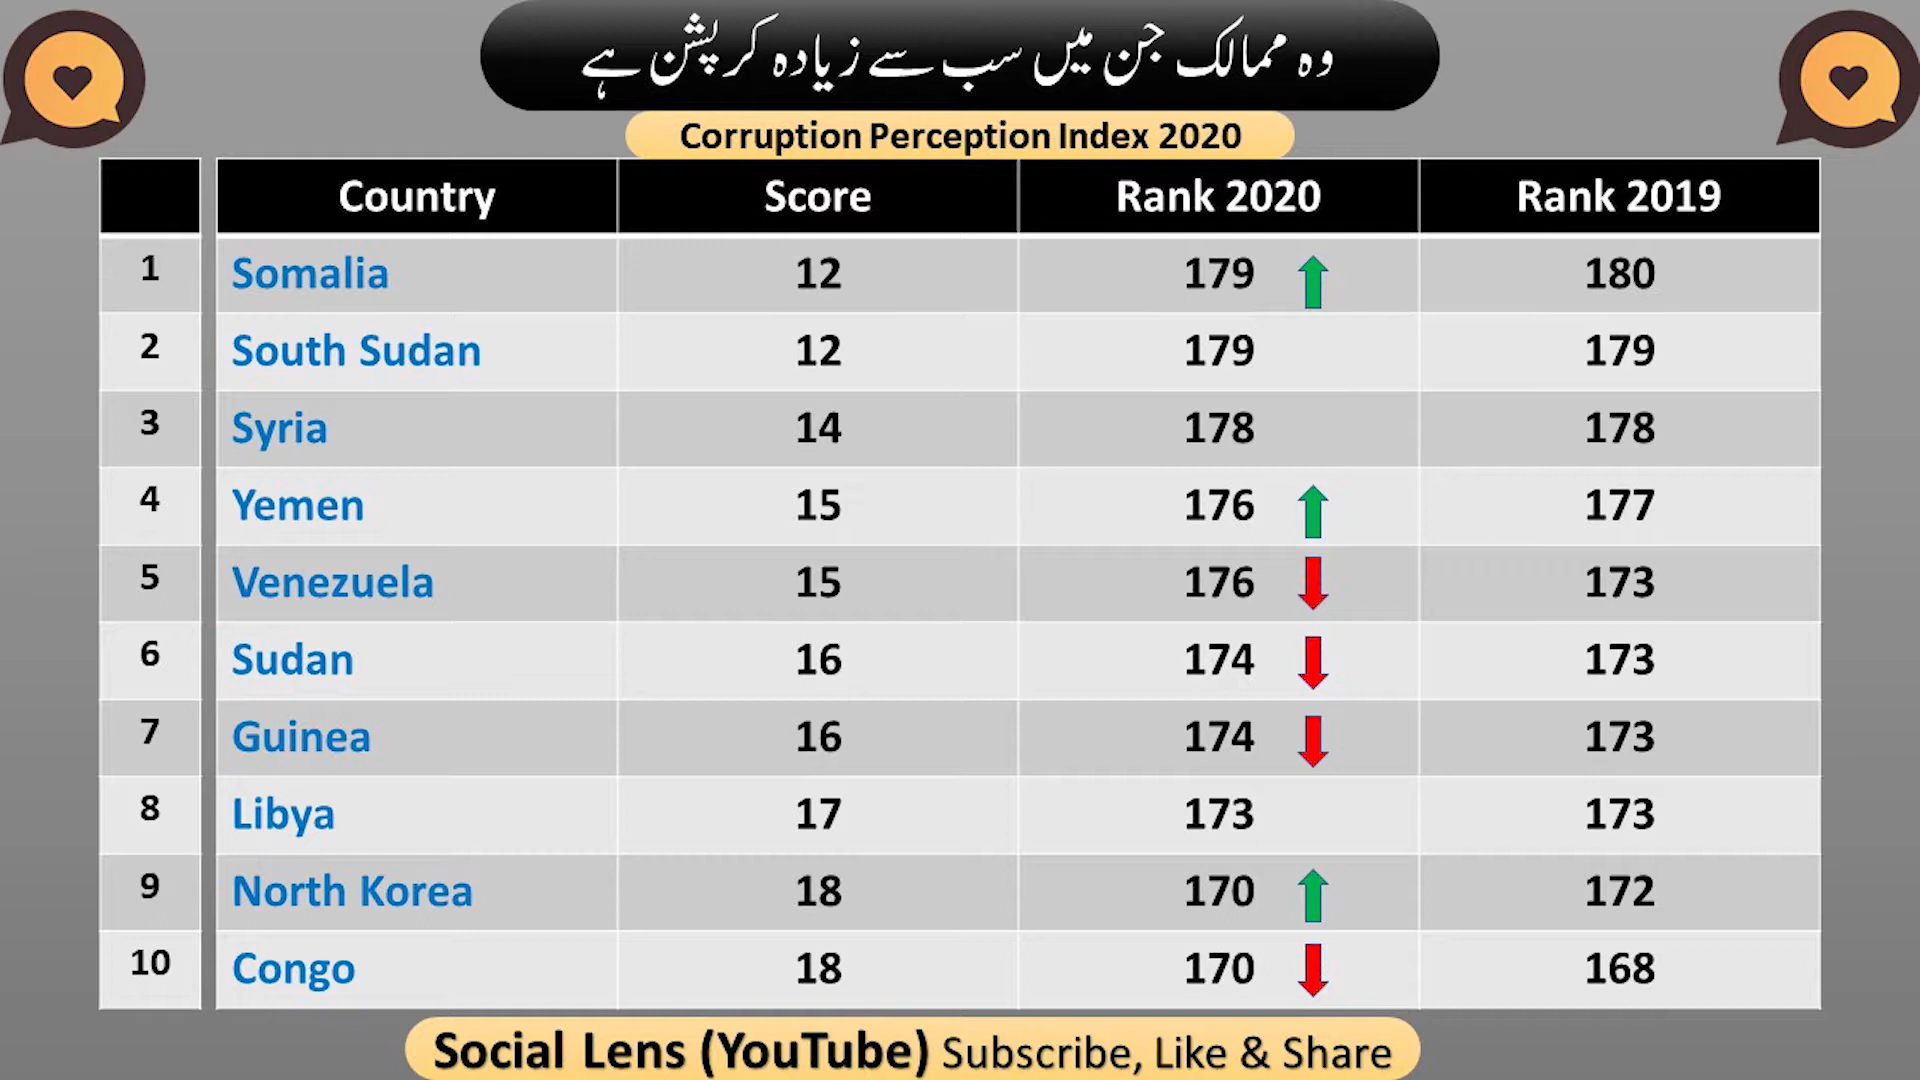 وہ ممالک جن میں سب سے زیادہ کرپشن ہے
Corruption Perception Index 2020
Country Score Rank 2020 Rank 2019
1 Somalia 12 179 180
2 South Sudan 12 179 179
3 Syria 14 178 178
4 Yemen 15 176 177
5 Venezuela 15 176 173
6 Sudan 16 174 173
7 Guinea 16 174 173
8 Libya 17 173 173
9 North Korea 18 170 172
10 Congo 18 170 168
Social Lens (YouTube) Subscribe, Like & Share